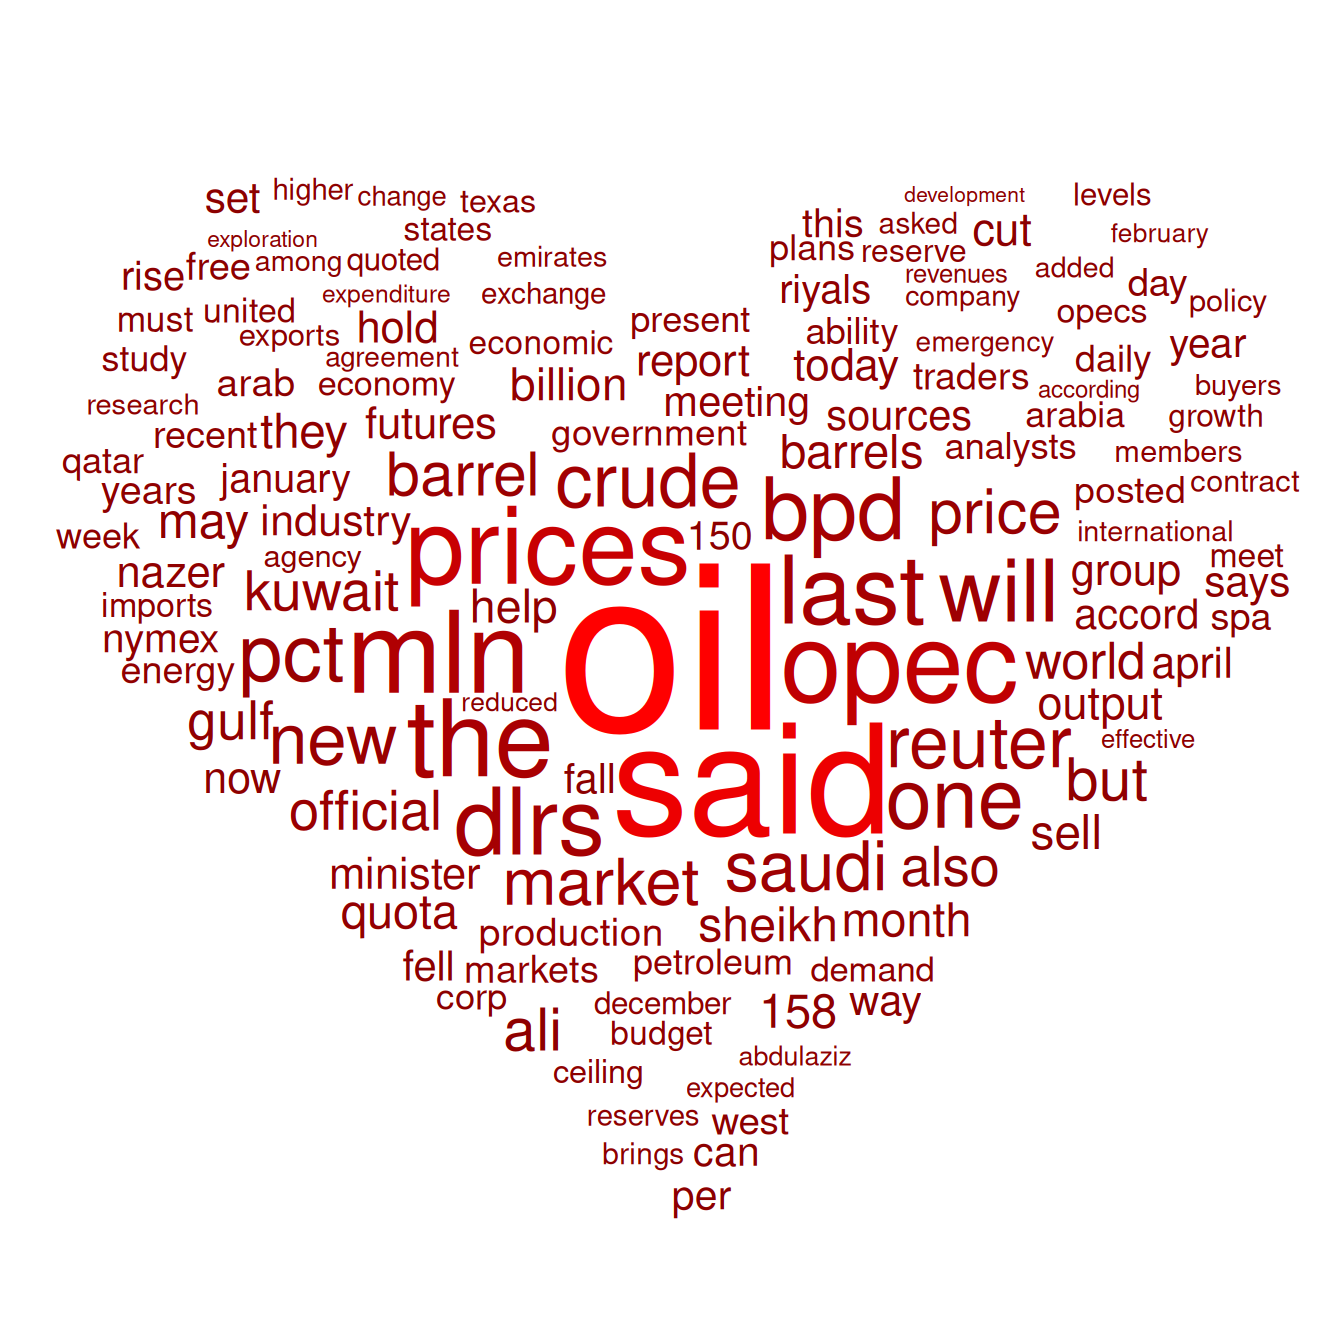 set higher change texas development levels
exploration states this asked cut february
rise free among quoted emirates plans reserve revenues added
must united expenditure exchange riyals company day policy
exports hold present opecs
study agreement economic report ability emergency daily year
arab economy billion today traders according buyers
research meeting sources arabia growth
recent they futures government barrels analysts members
qatar january barrel crude posted contract
years may industry prices 150 bpd price international
week agency meet
nazer kuwait help oil last will group says
imports accord spa
nymex pct mln opec world april
energy reduced output
gulf new the reuter effective
now fall said but
official dlrs one sell
minister market saudi also
quota production sheikh month
fell markets petroleum demand
corp december 158 way
ali budget
ceiling abdulaziz
expected
reserves west
brings can
per